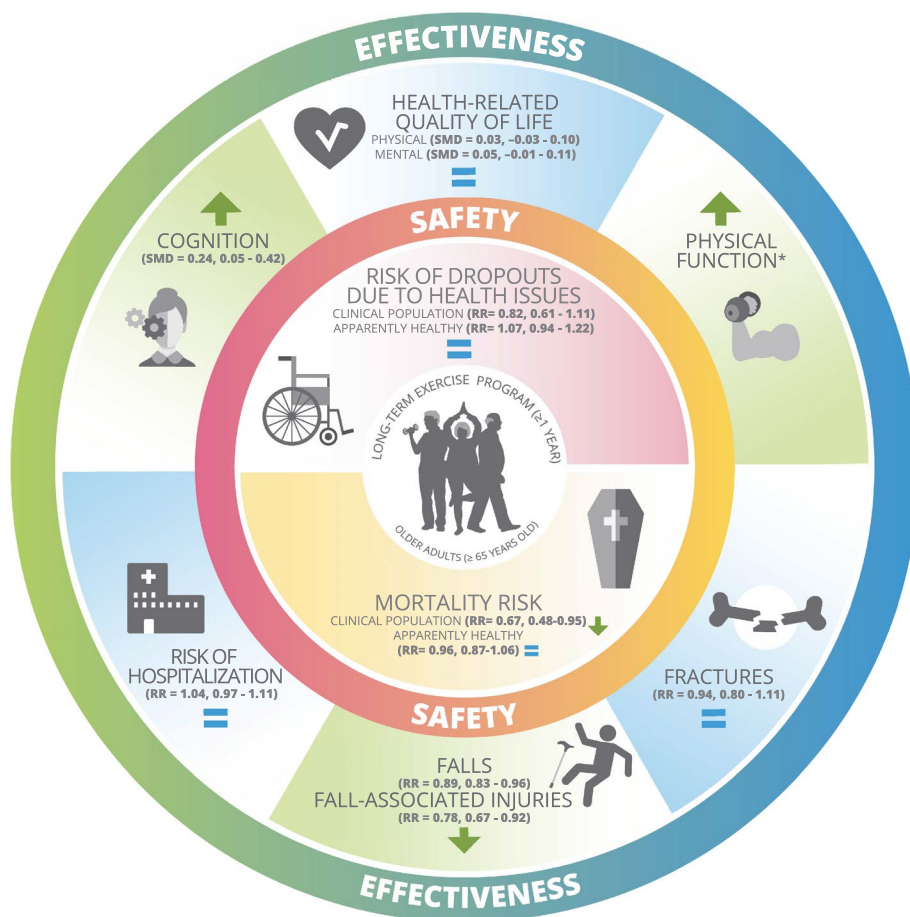 EFFECTIVENESS
HEALTH-RELATED
QUALITY OF LIFE
PHYSICAL (SMD = 0.03, –0.03 - 0.10)
MENTAL (SMD = 0.05, –0.01 - 0.11)
=
COGNITION
(SMD = 0.24, 0.05 - 0.42)
PHYSICAL
FUNCTION*
SAFETY
RISK OF DROPOUTS
DUE TO HEALTH ISSUES
CLINICAL POPULATION (RR= 0.82, 0.61 - 1.11)
APPARENTLY HEALTHY (RR= 1.07, 0.94 - 1.22)
=
LONG-TERM EXERCISE PROGRAM (≥1 YEAR)
OLDER ADULTS (≥ 65 YEARS OLD)
MORTALITY RISK
CLINICAL POPULATION (RR= 0.67, 0.48-0.95)
APPARENTLY HEALTHY
(RR= 0.96, 0.87-1.06) =
RISK OF
HOSPITALIZATION
(RR = 1.04, 0.97 - 1.11)
=
FRACTURES
(RR = 0.94, 0.80 - 1.11)
=
SAFETY
FALLS
(RR = 0.89, 0.83 - 0.96)
FALL-ASSOCIATED INJURIES
(RR = 0.78, 0.67 - 0.92)
EFFECTIVENESS